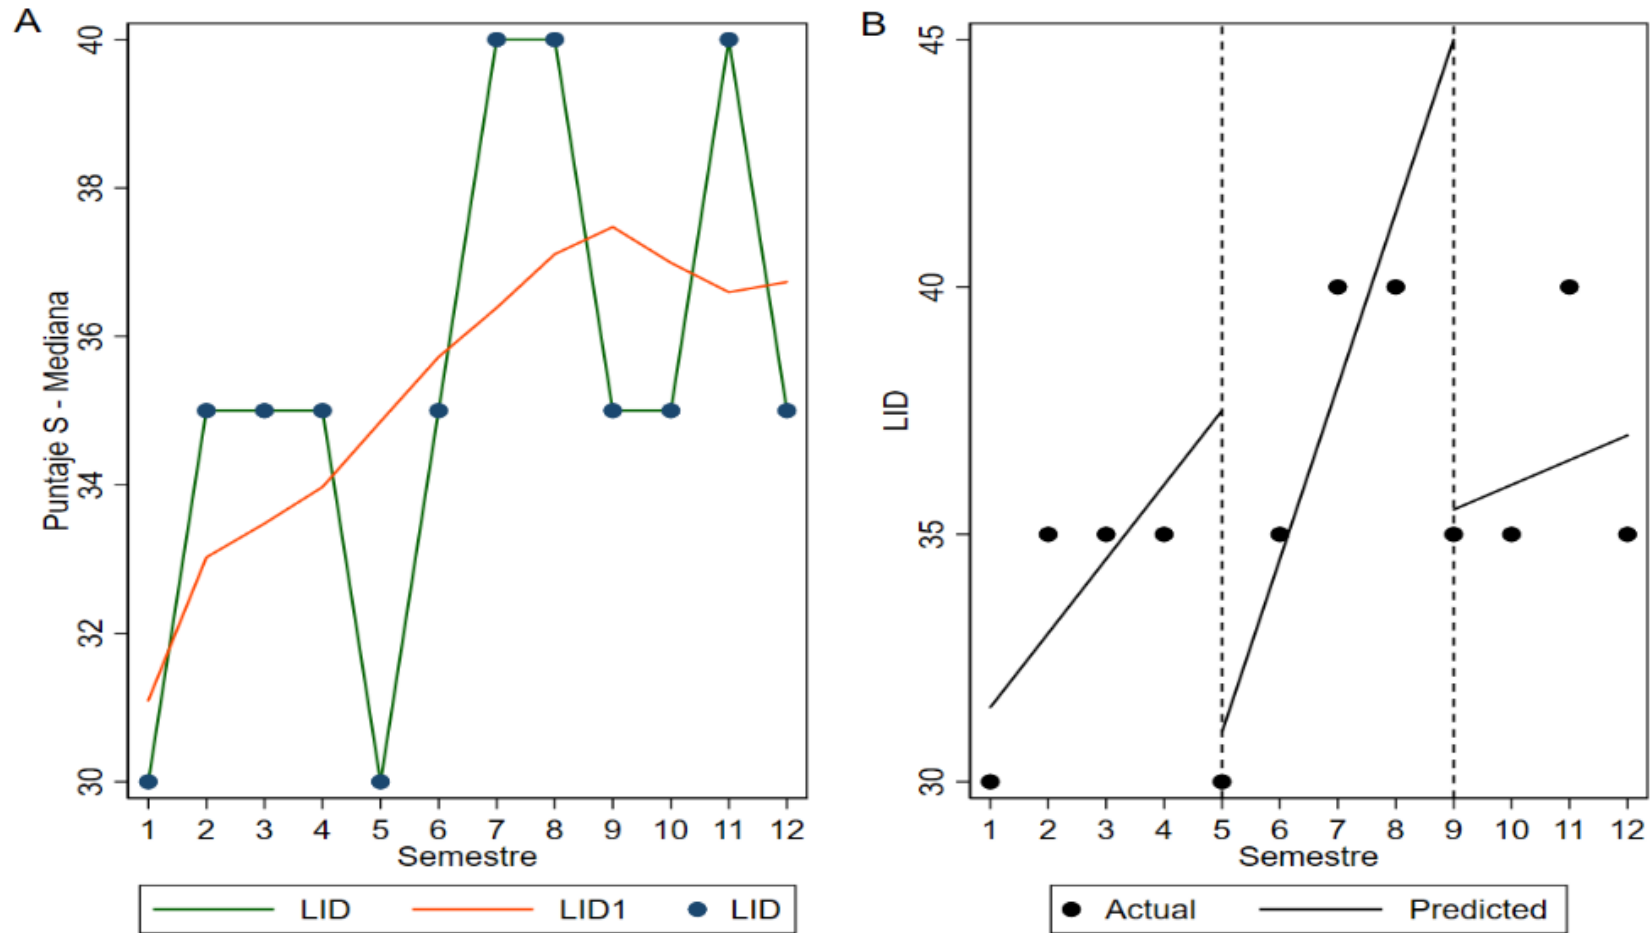 A
Puntaje S - Mediana
40
38
36
34
32
30
1 2 3 4 5 6 7 8 9 10 11 12
Semestre
LID LID1 LID
B
LID
45
40
35
30
1 2 3 4 5 6 7 8 9 10 11 12
Semestre
Actual Predicted